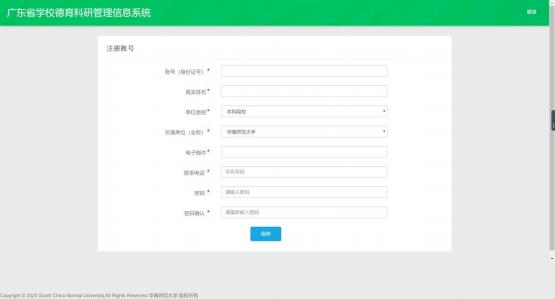 广东省学校德育科研管理信息系统
登录
注册账号
账号（身份证号）*
真实姓名*
单位类别* 本科院校
所属单位（全称）* 华南师范大学
电子邮件*
联系电话 * 手机号码
密码 * 请输入密码
密码确认 * 请重新输入密码
保存
Copyright © 2020 South China Normal University.All Rights Reserved 华南师范大学 版权所有